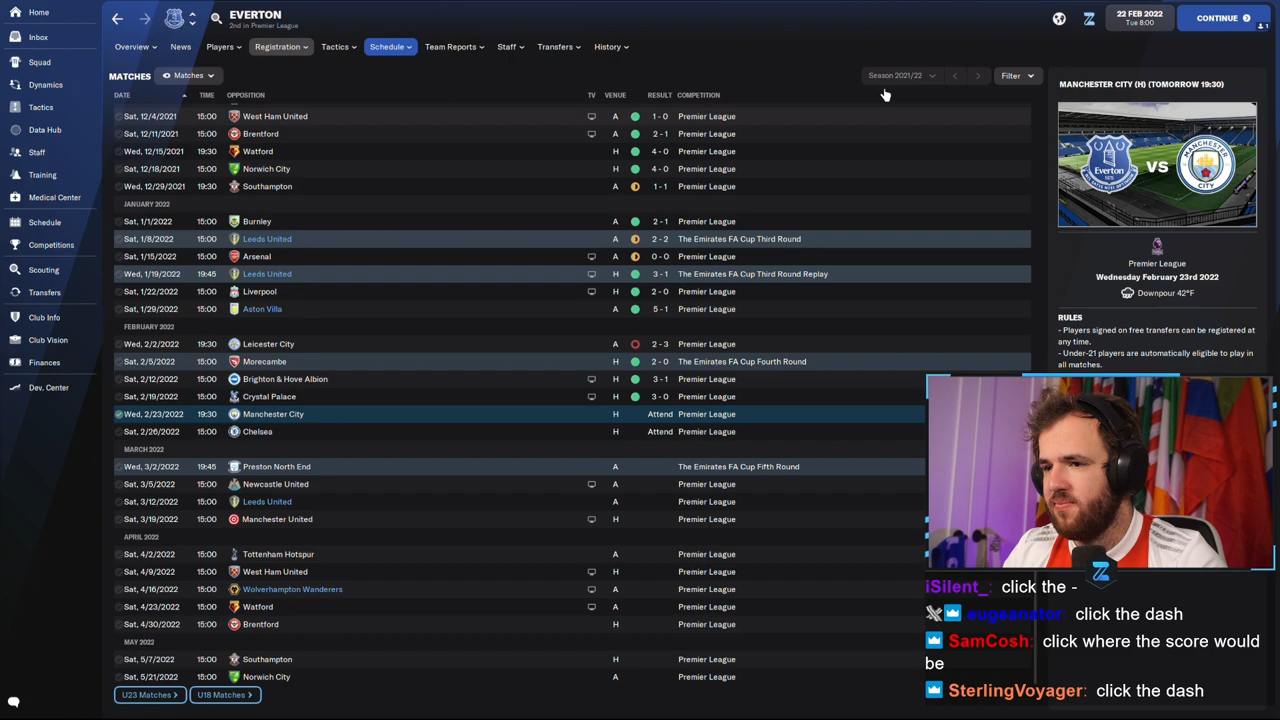 Home
EVERTON
2nd in Premier League
22 FEB 2022
Tue 8:00
CONTINUE
1
Inbox
Overview
News
Players
Registration
Schedule
Tactics
Team Reports
Staff
Transfers
History
Squad
Dynamics
Tactics
Data Hub
Staff
Training
Medical Center
Schedule
Competitions
Scouting
Transfers
Club Info
Club Vision
Finances
Dev. Center
MATCHES Matches Season 2021/22 Filter
DATE TIME OPPOSITION TV VENUE RESULT COMPETITION
Sat, 12/4/2021 15:00 West Ham United A 1 - 0 Premier League
Sat, 12/11/2021 15:00 Brentford A 2 - 1 Premier League
Wed, 12/15/2021 19:30 Watford H 4 - 0 Premier League
Sat, 12/18/2021 15:00 Norwich City H 4 - 0 Premier League
Wed, 12/29/2021 19:30 Southampton A 1 - 1 Premier League
JANUARY 2022
Sat, 1/1/2022 15:00 Burnley A 2 - 1 Premier League
Sat, 1/8/2022 15:00 Leeds United A 2 - 2 The Emirates FA Cup Third Round
Sat, 1/15/2022 15:00 Arsenal A 0 - 0 Premier League
Wed, 1/19/2022 19:45 Leeds United H 3 - 1 The Emirates FA Cup Third Round Replay
Sat, 1/22/2022 15:00 Liverpool H 2 - 0 Premier League
Sat, 1/29/2022 15:00 Aston Villa H 5 - 1 Premier League
FEBRUARY 2022
Wed, 2/2/2022 19:30 Leicester City A 2 - 3 Premier League
Sat, 2/5/2022 15:00 Morecambe H 2 - 0 The Emirates FA Cup Fourth Round
Sat, 2/12/2022 15:00 Brighton & Hove Albion H 3 - 1 Premier League
Sat, 2/19/2022 15:00 Crystal Palace H 3 - 0 Premier League
Wed, 2/23/2022 19:30 Manchester City H Attend Premier League
Sat, 2/26/2022 15:00 Chelsea H Attend Premier League
MARCH 2022
Wed, 3/2/2022 19:45 Preston North End A The Emirates FA Cup Fifth Round
Sat, 3/5/2022 15:00 Newcastle United A Premier League
Sat, 3/12/2022 15:00 Leeds United A Premier League
Sat, 3/19/2022 15:00 Manchester United H Premier League
APRIL 2022
Sat, 4/2/2022 15:00 Tottenham Hotspur A Premier League
Sat, 4/9/2022 15:00 West Ham United H Premier League
Sat, 4/16/2022 15:00 Wolverhampton Wanderers A Premier League
Sat, 4/23/2022 15:00 Watford A Premier League
Sat, 4/30/2022 15:00 Brentford H Premier League
MAY 2022
Sat, 5/7/2022 15:00 Southampton H Premier League
Sat, 5/21/2022 15:00 Norwich City A Premier League
U23 Matches
U18 Matches
MANCHESTER CITY (H) (TOMORROW 19:30)
Everton
VS
MANCHESTER
CITY
Premier League
Wednesday February 23rd 2022
Downpour 42°F
RULES
- Players signed on free transfers can be registered at
any time.
- Under-21 players are automatically eligible to play in
all matches.
iSilent_: click the -
eugeanator: click the dash
SamCosh: click where the score would
be
SterlingVoyager: click the dash